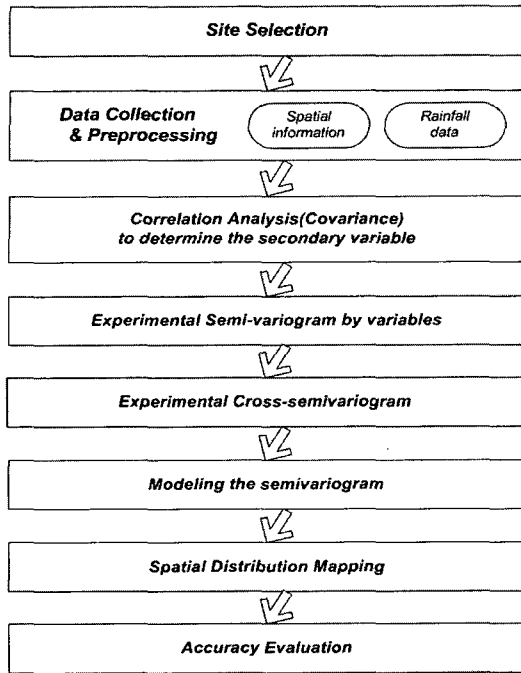 Site Selection
Data Collection
& Preprocessing
Spatial
information
Rainfall
data
Correlation Analysis(Covariance)
to determine the secondary variable
Experimental Semi-variogram by variables
Experimental Cross-semivariogram
Modeling the semivariogram
Spatial Distribution Mapping
Accuracy Evaluation